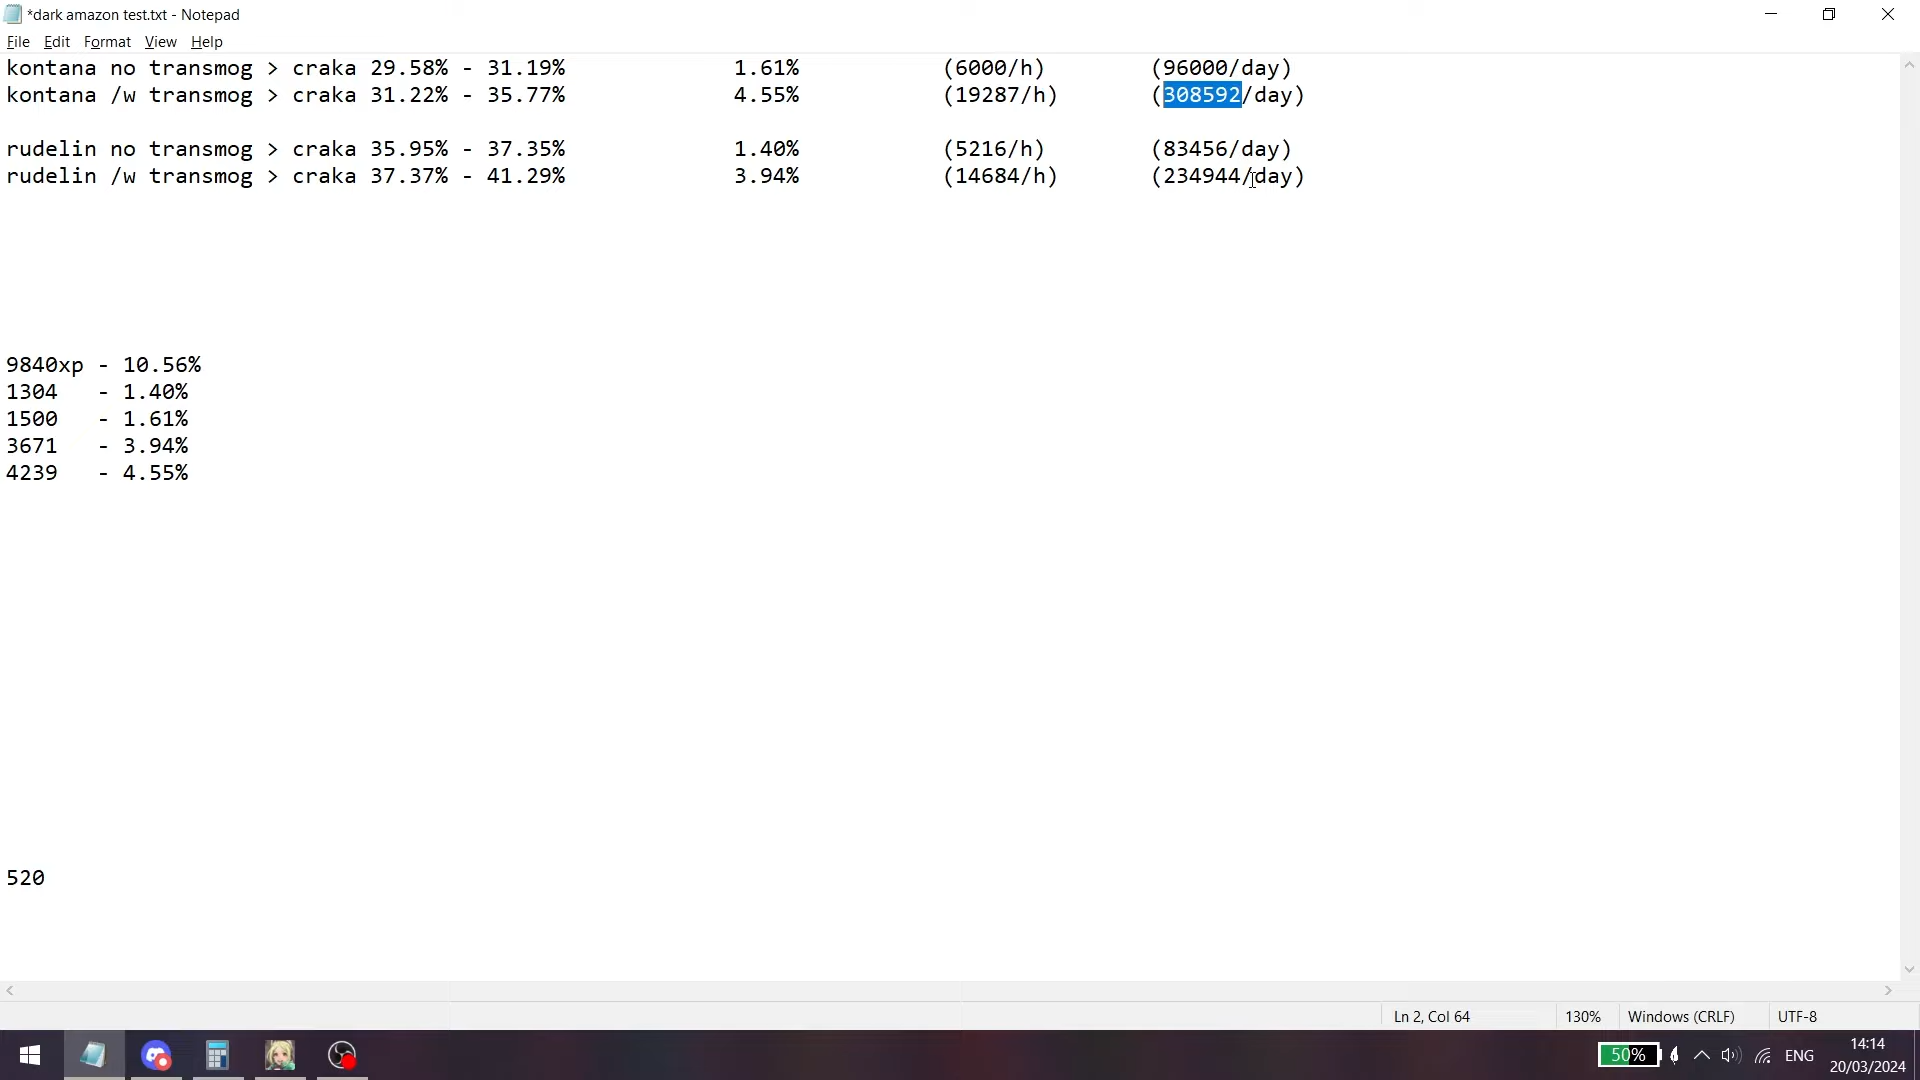 *dark amazon test.txt - Notepad
File Edit Format View Help
kontana no transmog > craka 29.58% - 31.19% 1.61% (6000/h) (96000/day)
kontana /w transmog > craka 31.22% - 35.77% 4.55% (19287/h) (308592/day)
rudelin no transmog > craka 35.95% - 37.35% 1.40% (5216/h) (83456/day)
rudelin /w transmog > craka 37.37% - 41.29% 3.94% (14684/h) (234944/day)
9840xp - 10.56%
1304 - 1.40%
1500 - 1.61%
3671 - 3.94%
4239 - 4.55%
520
Ln 2, Col 64 130% Windows (CRLF) UTF-8
50% ENG 14:14
20/03/2024